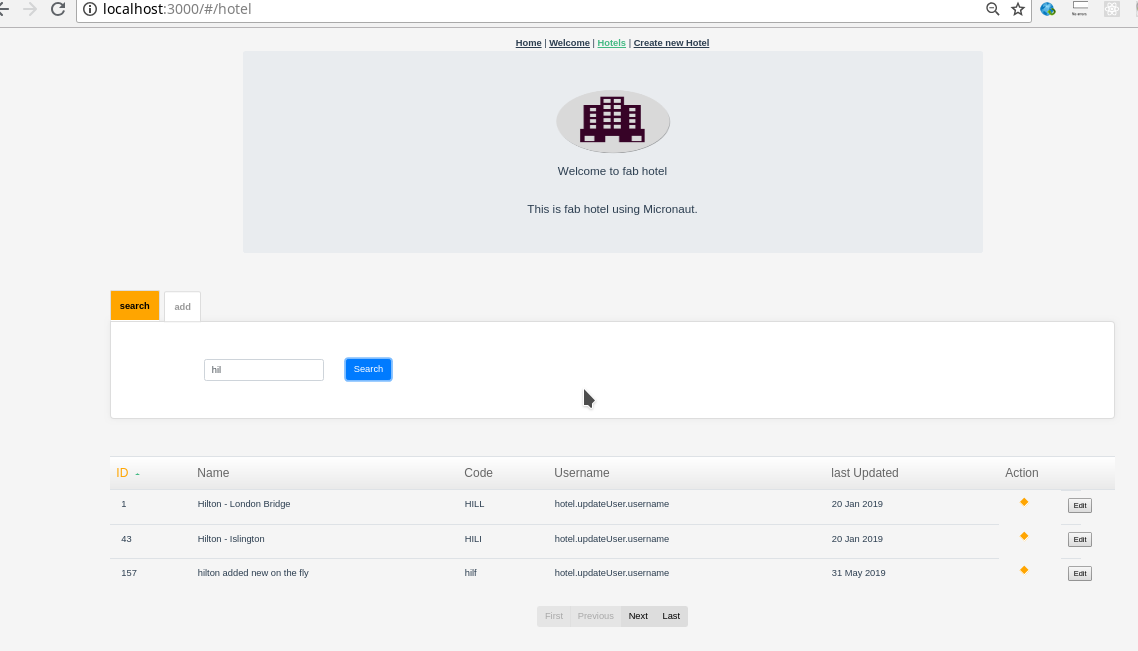 localhost:3000/#/hotel
Home | Welcome | Hotels | Create new Hotel
Welcome to fab hotel
This is fab hotel using Micronaut.
search add
hil Search
ID - Name Code Username last Updated Action
1 Hilton - London Bridge HILL hotel.updateUser.username 20 Jan 2019 Edit
43 Hilton - Islington HILI hotel.updateUser.username 20 Jan 2019 Edit
157 hilton added new on the fly hilf hotel.updateUser.username 31 May 2019 Edit
First Previous Next Last